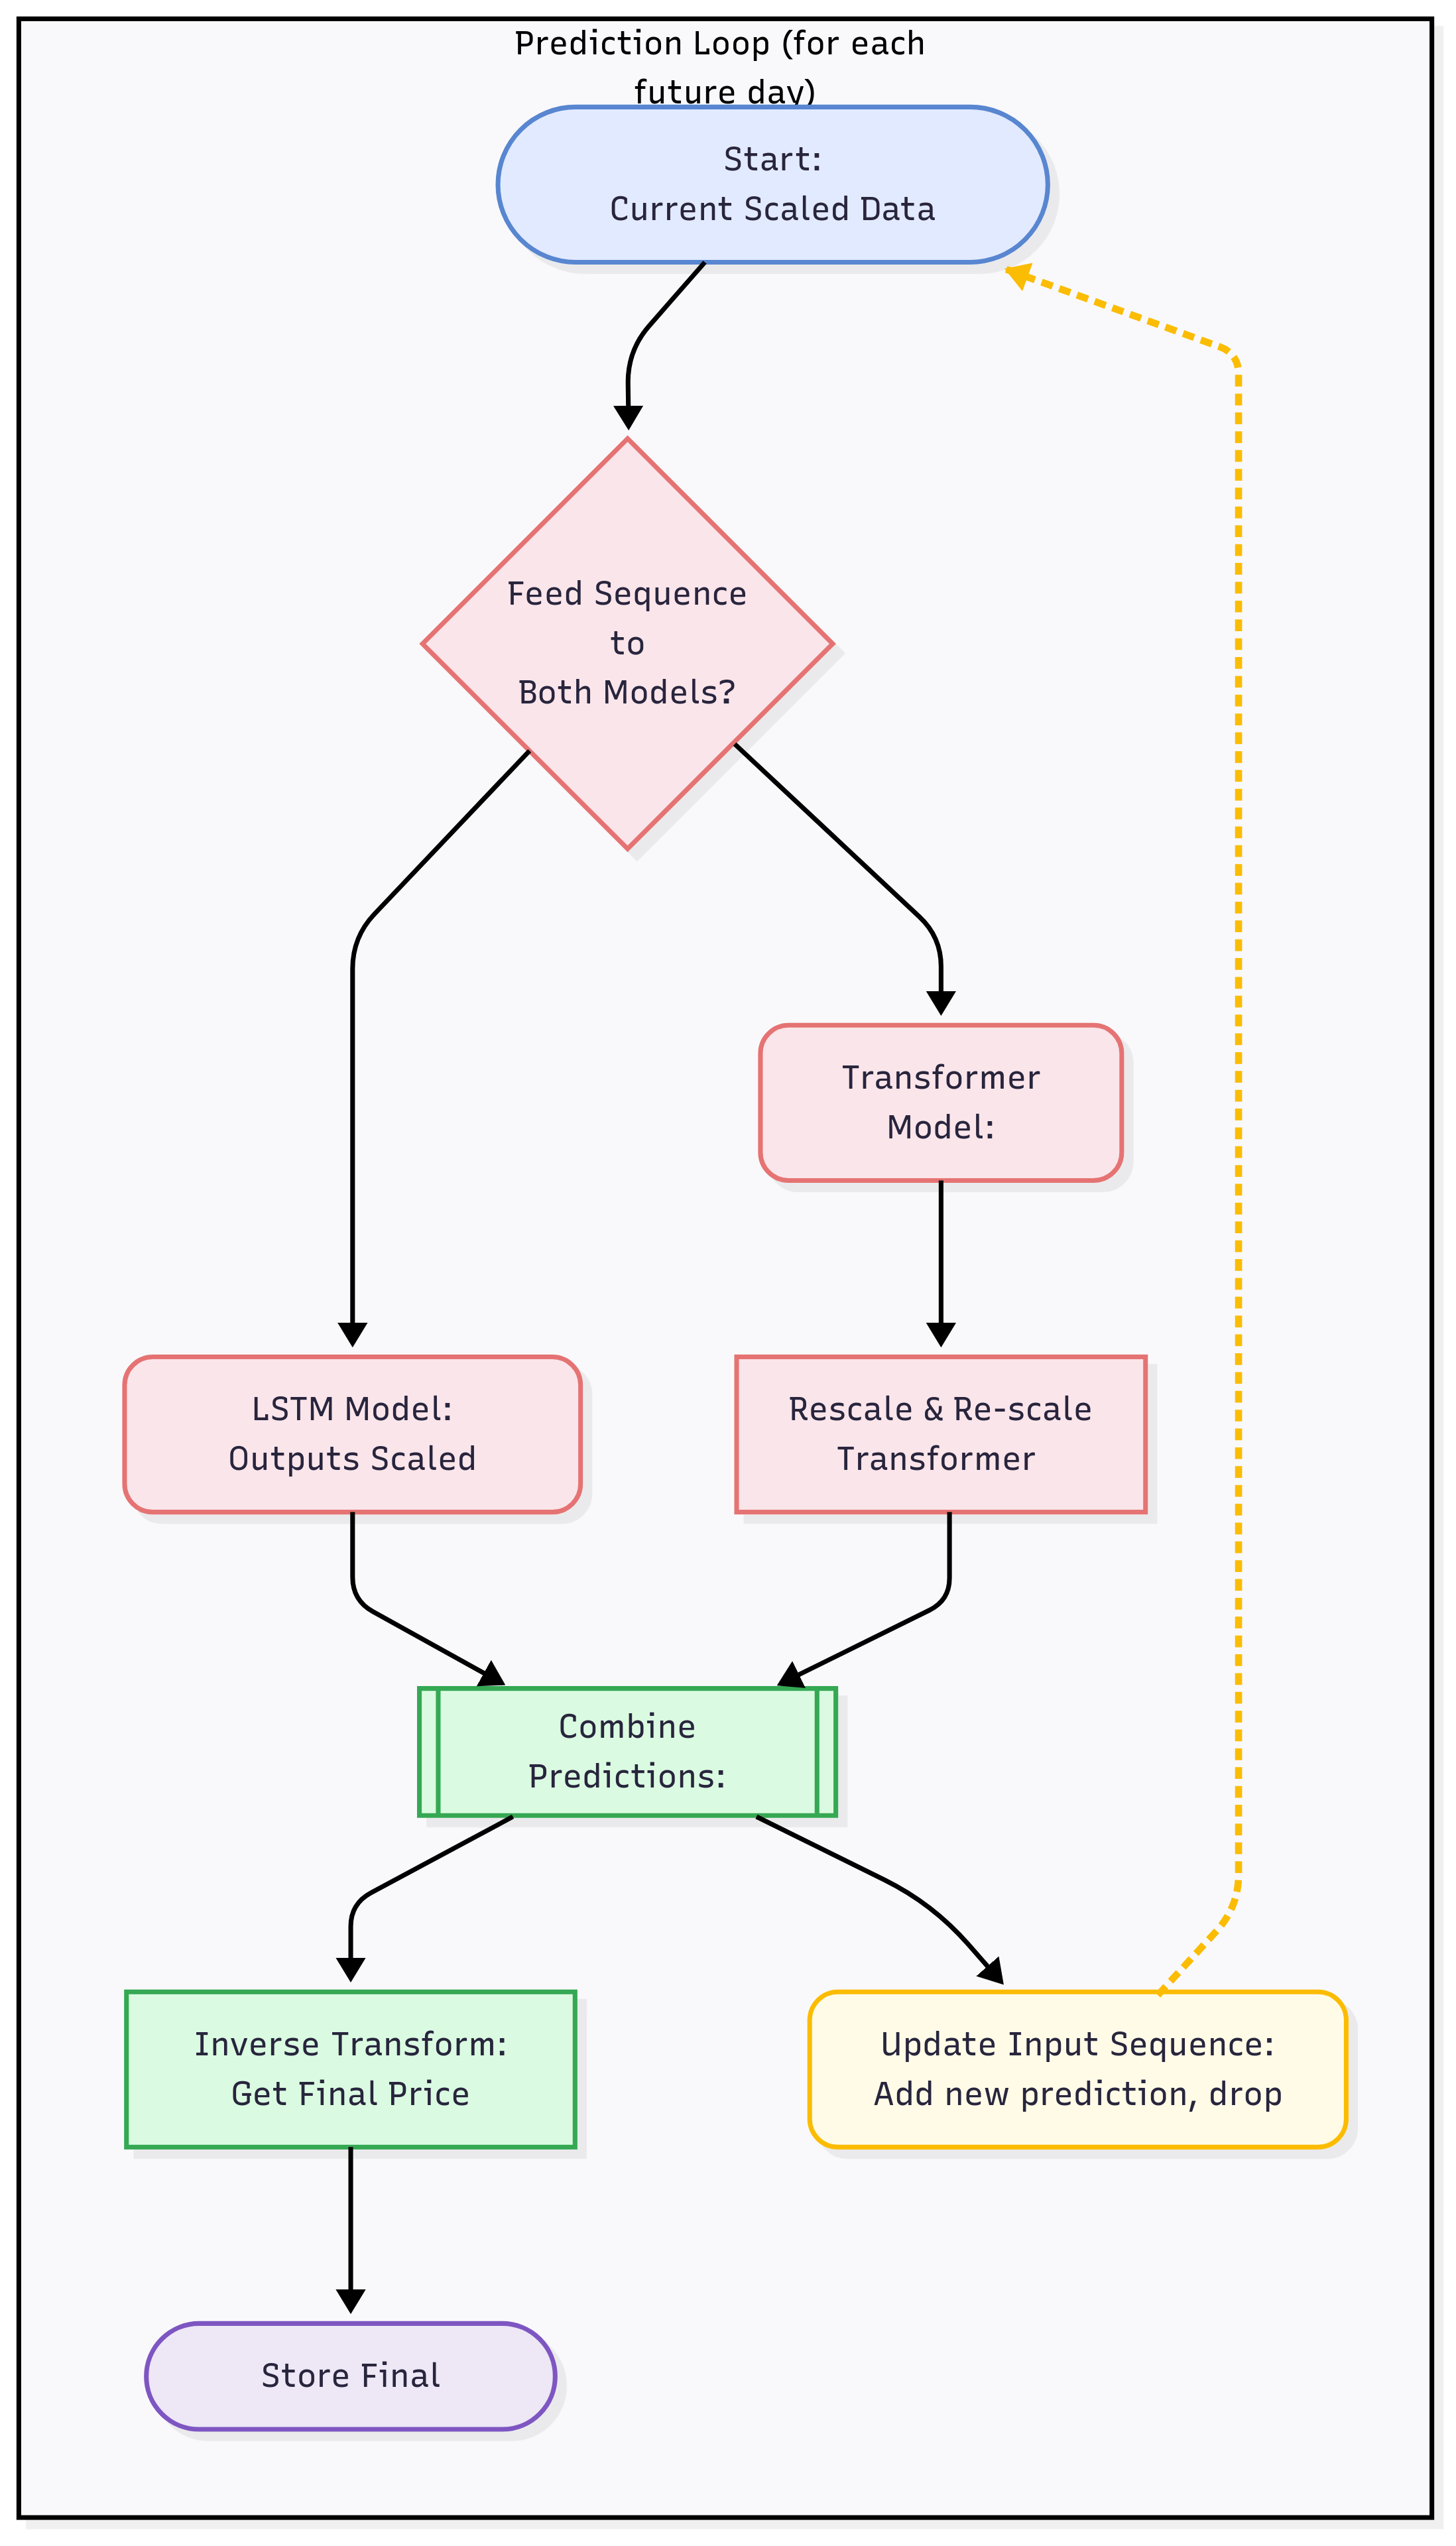 Prediction Loop (for each
future day)
Start:
Current Scaled Data
Feed Sequence
to
Both Models?
Transformer
Model:
LSTM Model:
Outputs Scaled
Rescale & Re-scale
Transformer
Combine
Predictions:
Inverse Transform:
Get Final Price
Update Input Sequence:
Add new prediction, drop
Store Final